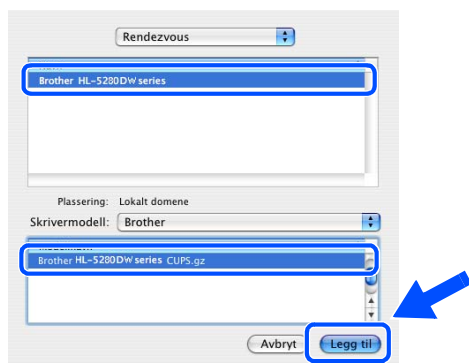 Rendezvous
Brother HL-5280DW series
Plassering: Lokalt domene
Skrivermodell: Brother
Brother HL-5280DW series CUPS.gz
Avbryt Legg til